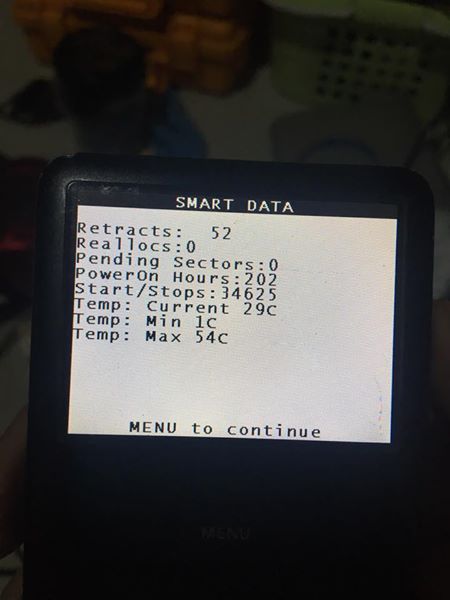 SMART DATA
Retracts: 52
Reallocs:0
Pending Sectors:0
PowerOn Hours:202
Start/Stops:34625
Temp: Current 29c
Temp: Min 1c
Temp: Max 54c
MENU to continue
MENU